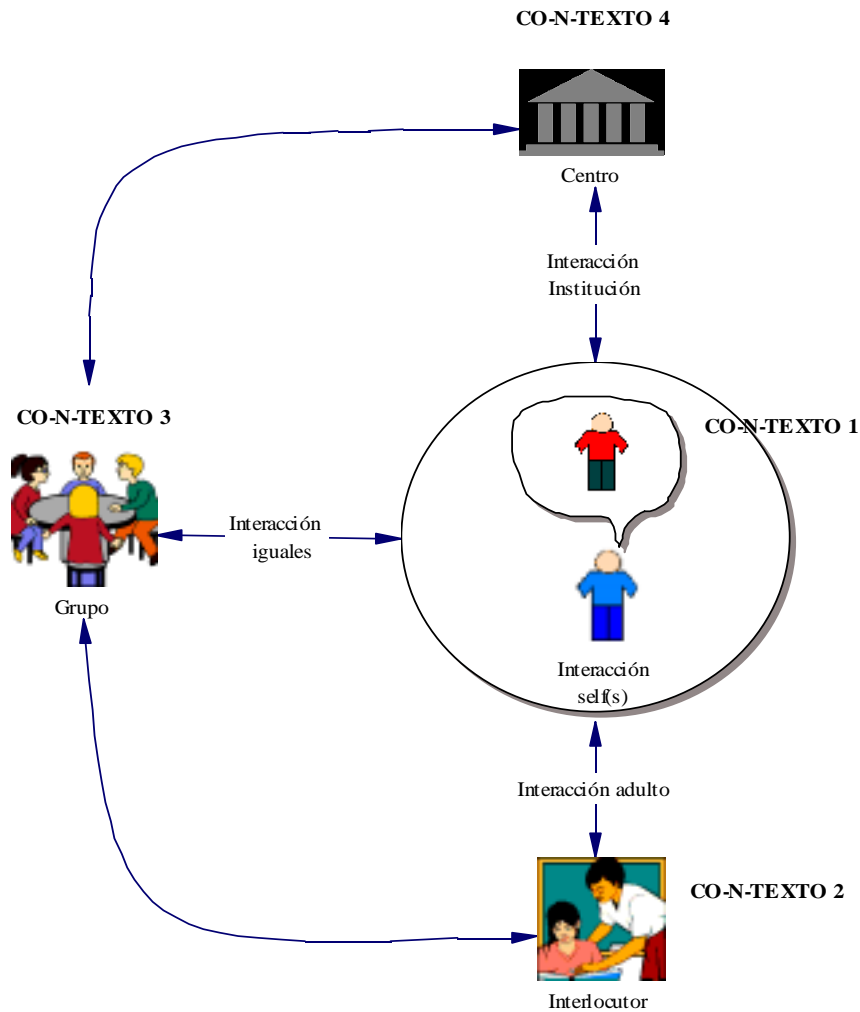 CO-N-TEXTO 4
Centro
Interacción
Institución
CO-N-TEXTO 3
CO-N-TEXTO 1
Interacción
iguales
Grupo
Interacción
self(s)
Interacción adulto
CO-N-TEXTO 2
Interlocutor